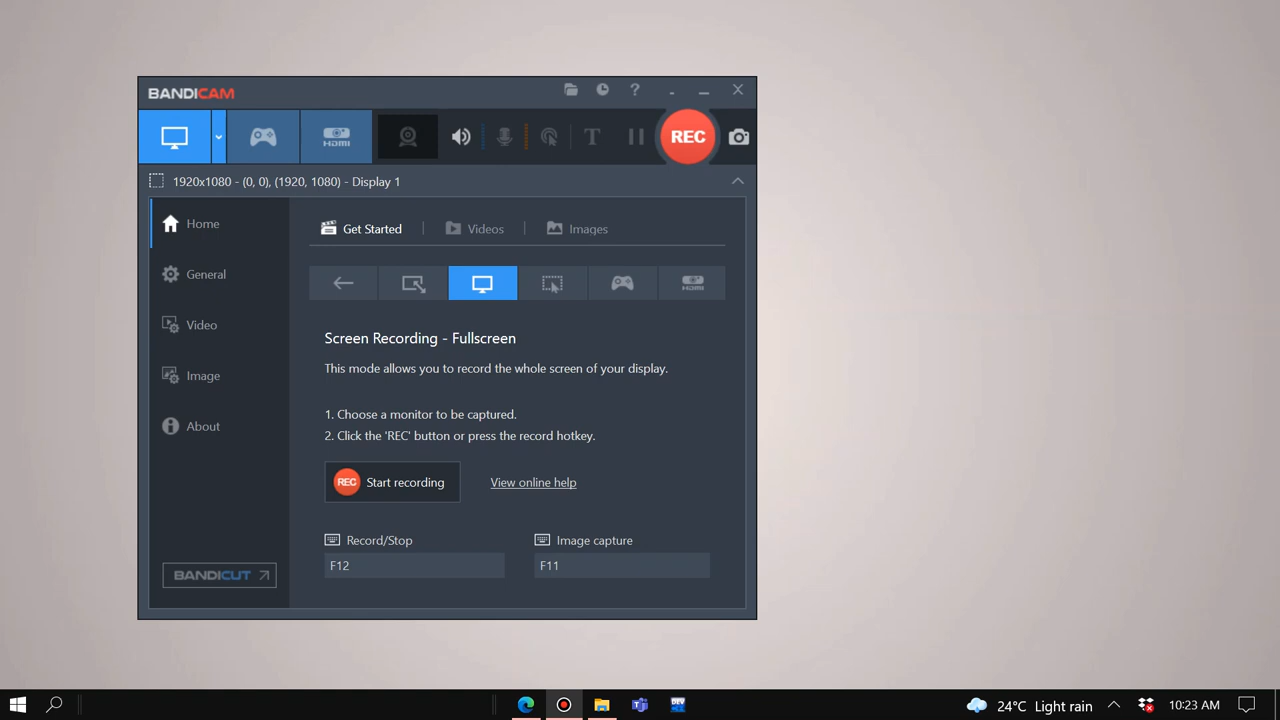 BANDICAM
?
HDMI
T
REC
1920x1080 - (0, 0), (1920, 1080) - Display 1
Home
General
Video
Image
About
BANDICUT
Get Started
Videos
Images
HDMI
Screen Recording - Fullscreen
This mode allows you to record the whole screen of your display.
1. Choose a monitor to be captured.
2. Click the 'REC' button or press the record hotkey.
REC Start recording
View online help
Record/Stop
F12
Image capture
F11
DEV
24°C Light rain
10:23 AM